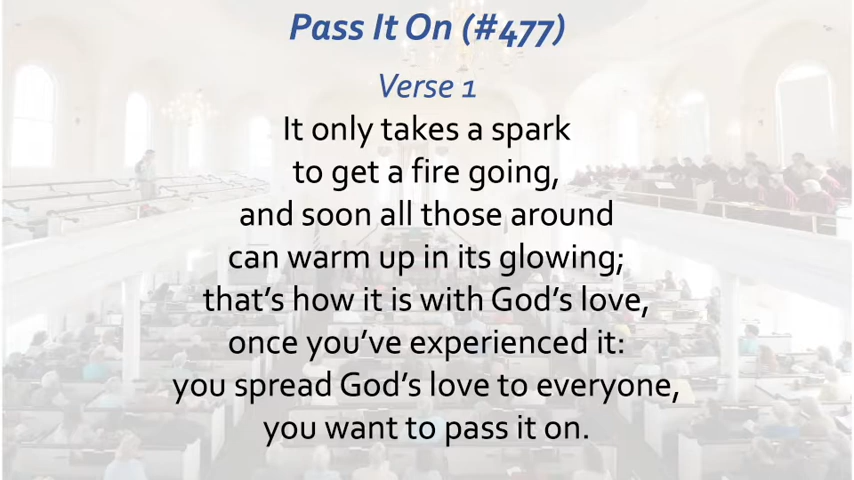 Pass It On (#477)
Verse 1
It only takes a spark
to get a fire going,
and soon all those around
can warm up in its glowing;
that’s how it is with God’s love,
once you’ve experienced it:
you spread God’s love to everyone,
you want to pass it on.